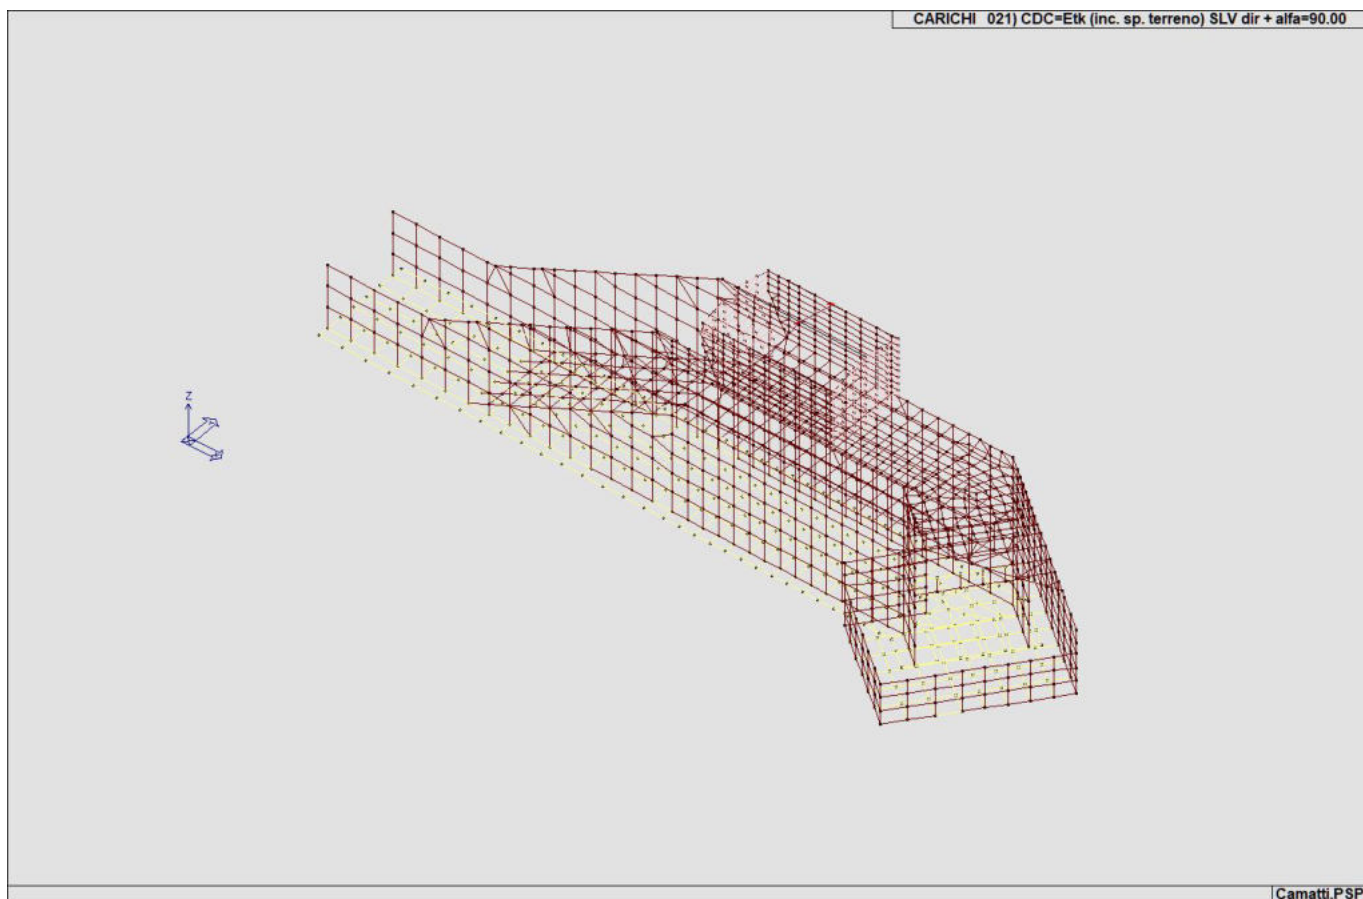 CARICHI 021) CDC=Etk (inc. sp. terreno) SLV dir + alfa=90.00
Z
Camatti.PSP